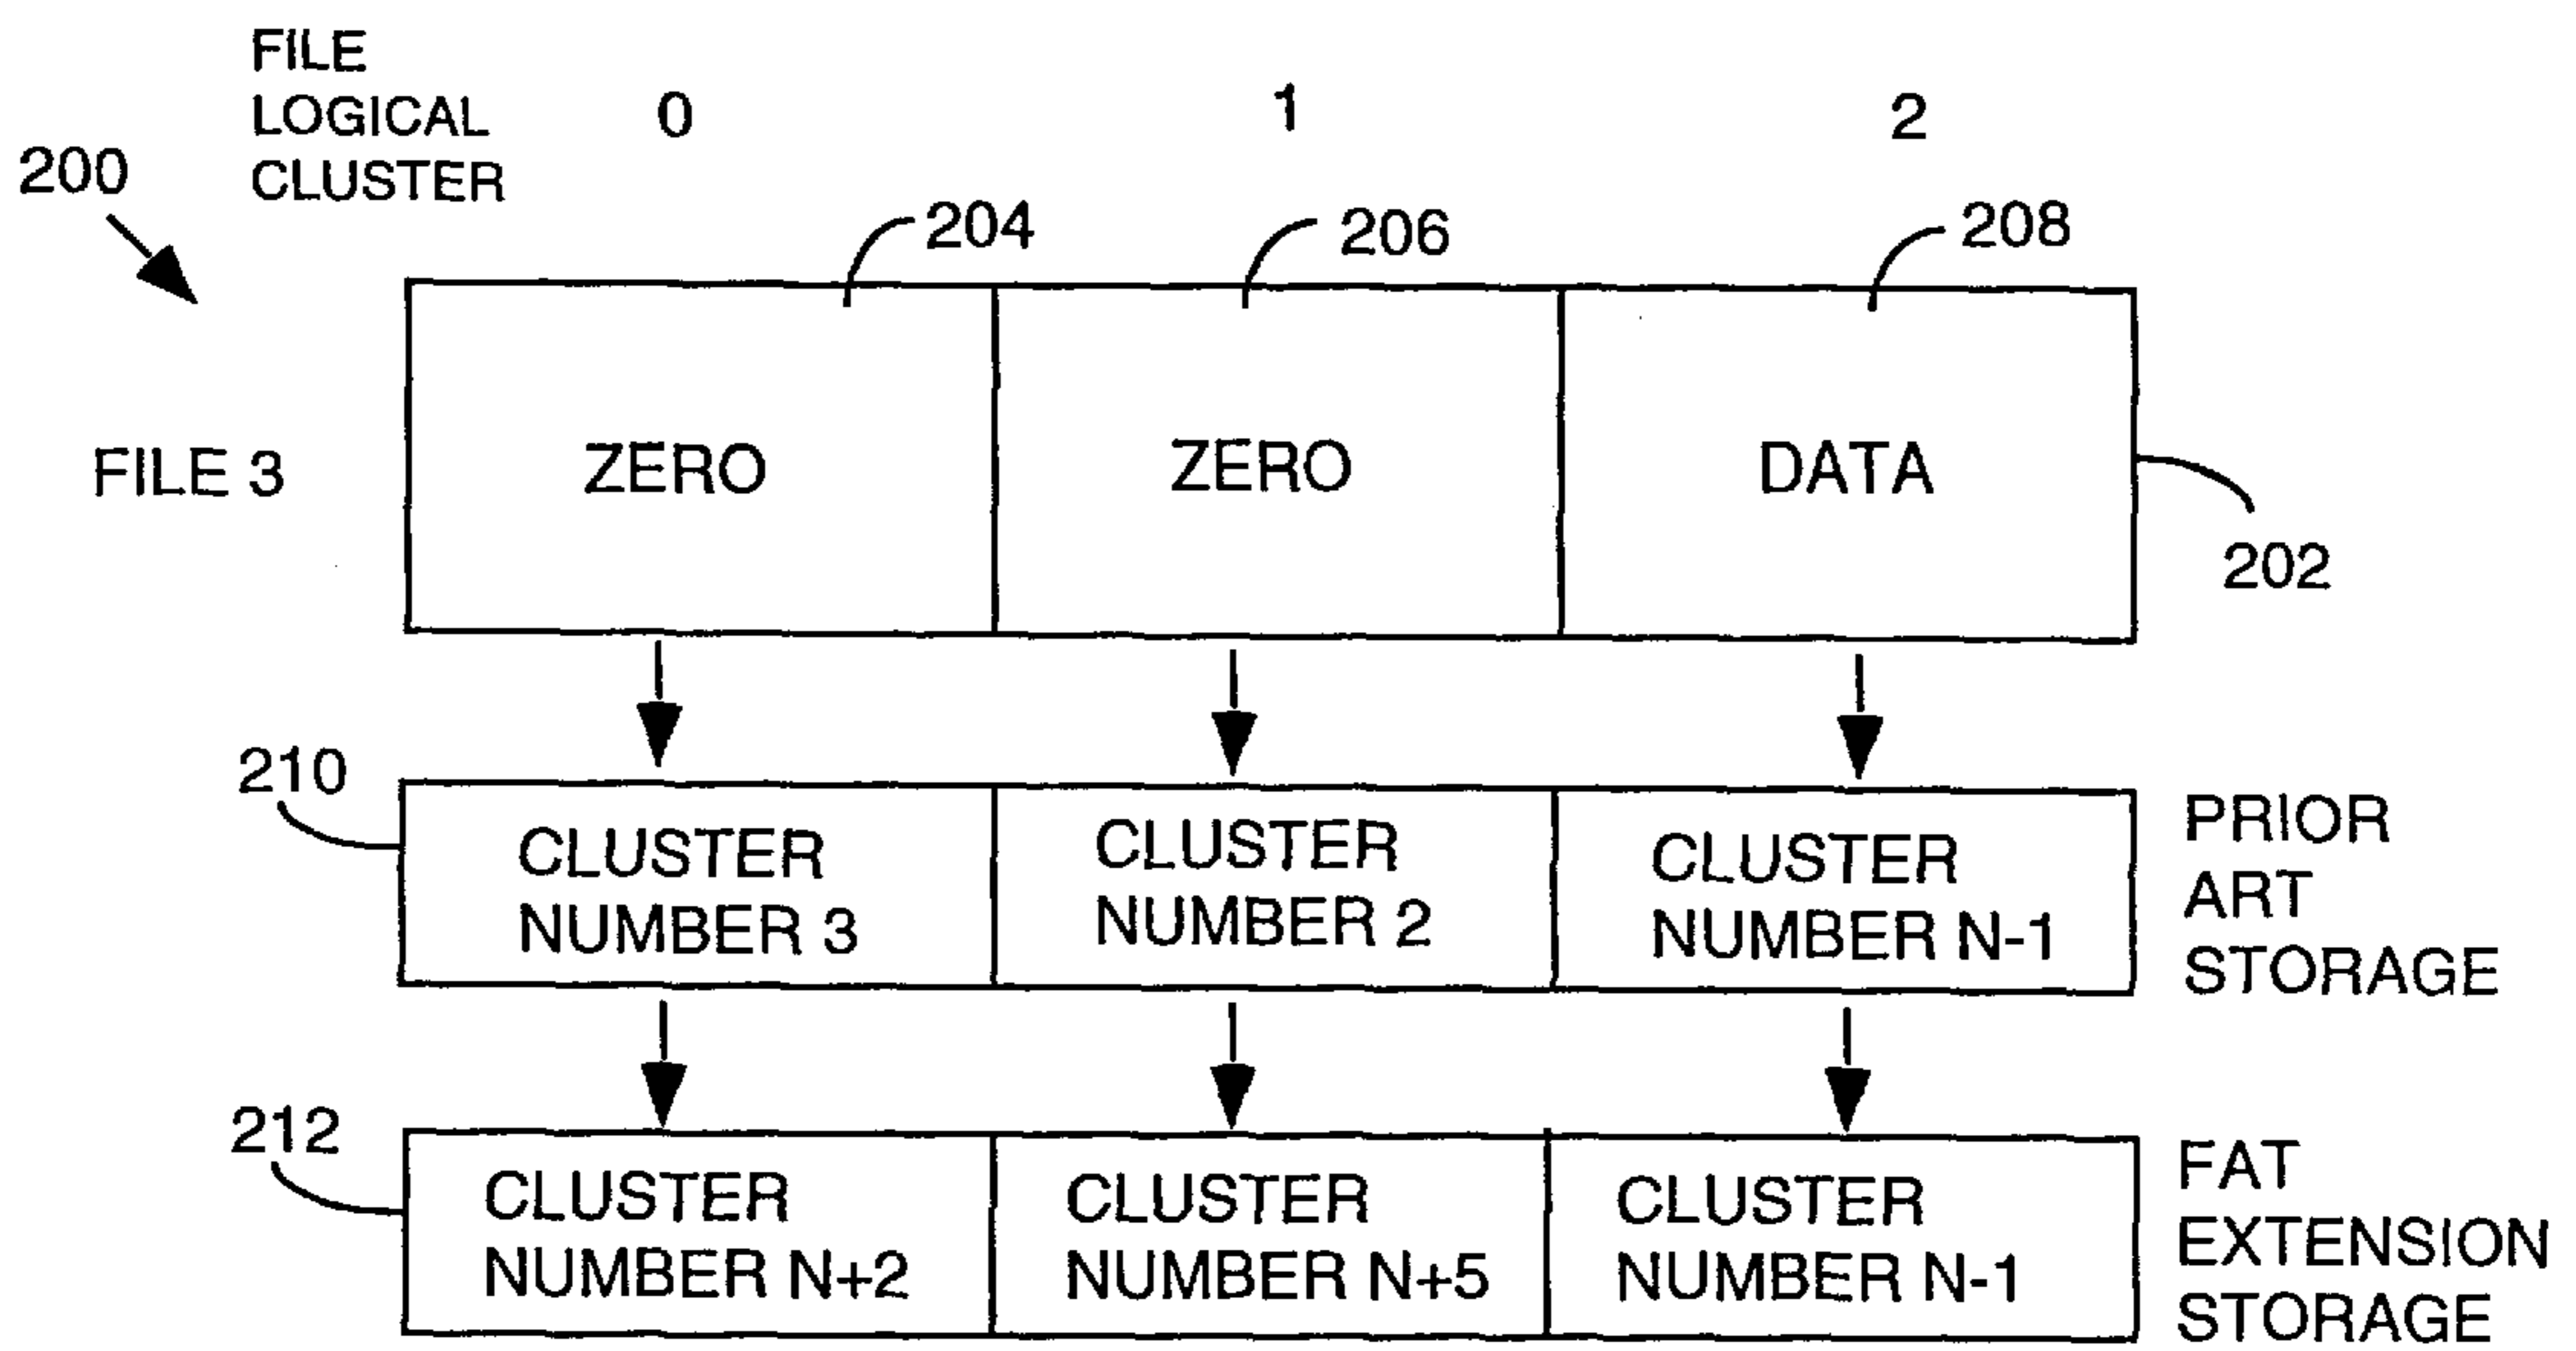 FILE
LOGICAL
CLUSTER
0
1
2
200
204
206
208
FILE 3
ZERO
ZERO
DATA
202
210
CLUSTER
NUMBER 3
CLUSTER
NUMBER 2
CLUSTER
NUMBER N-1
PRIOR
ART
STORAGE
212
CLUSTER
NUMBER N+2
CLUSTER
NUMBER N+5
CLUSTER
NUMBER N-1
FAT
EXTENSION
STORAGE